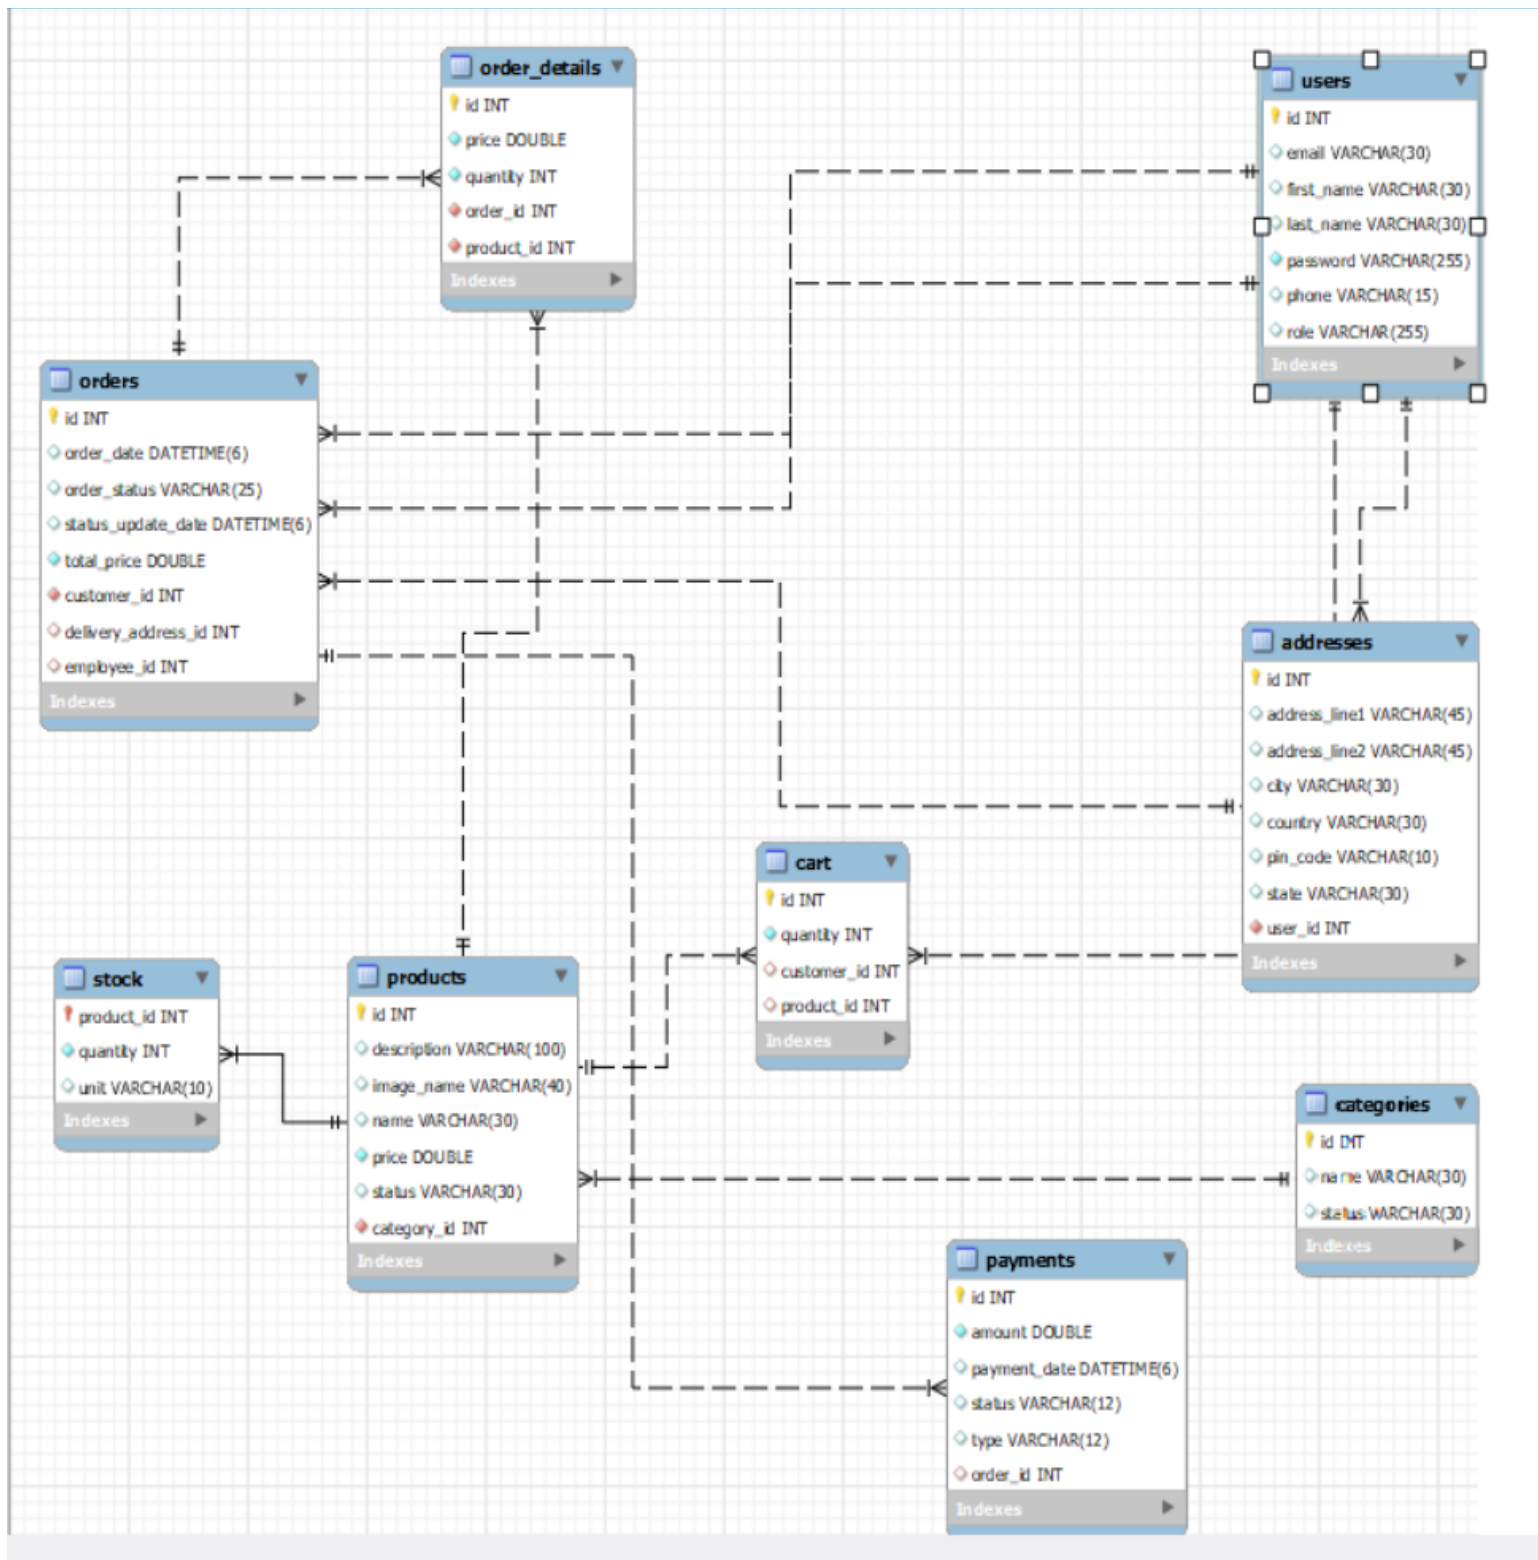 order_details
id INT
price DOUBLE
quantity INT
order_id INT
product_id INT
Indexes
users
id INT
email VARCHAR(30)
first_name VARCHAR(30)
last_name VARCHAR(30)
password VARCHAR(255)
phone VARCHAR(15)
role VARCHAR(255)
Indexes
orders
id INT
order_date DATETIME(6)
order_status VARCHAR(25)
status_update_date DATETIME(6)
total_price DOUBLE
customer_id INT
delivery_address_id INT
employee_id INT
Indexes
addresses
id INT
address_line1 VARCHAR(45)
address_line2 VARCHAR(45)
city VARCHAR(30)
country VARCHAR(30)
pin_code VARCHAR(10)
state VARCHAR(30)
user_id INT
Indexes
cart
id INT
quantity INT
customer_id INT
product_id INT
Indexes
stock
product_id INT
quantity INT
unit VARCHAR(10)
Indexes
products
id INT
description VARCHAR(100)
image_name VARCHAR(40)
name VARCHAR(30)
price DOUBLE
status VARCHAR(30)
category_id INT
Indexes
categories
id INT
name VARCHAR(30)
status VARCHAR(30)
Indexes
payments
id INT
amount DOUBLE
payment_date DATETIME(6)
status VARCHAR(12)
type VARCHAR(12)
order_id INT
Indexes